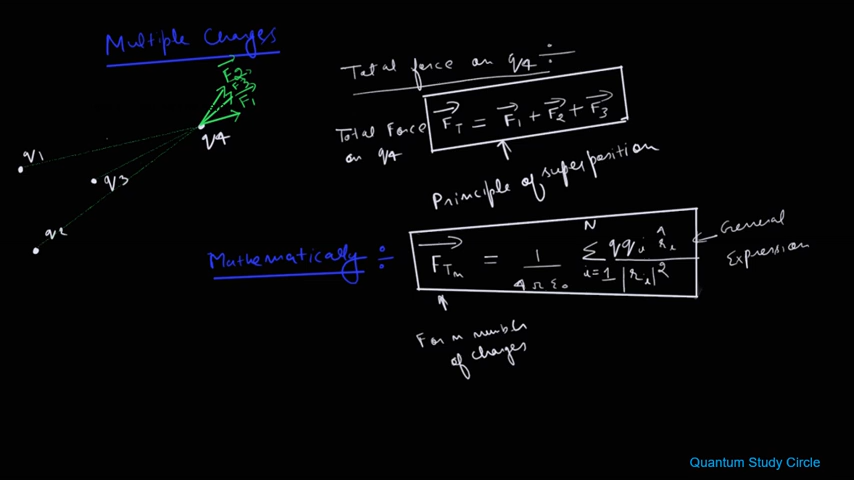 Multiple Charges
F2
F3
F1
q4
q1
q3
q2
Total force on q4 ÷
Total Force
on q4
F_T = F1 + F2 + F3
Principle of superposition
Mathematically ÷
F_Tm = 1/4πε₀ N∑i=1 qqᵢ r̂ᵢ/|rᵢ|²
General
Expression
For n number
of charges
Quantum Study Circle